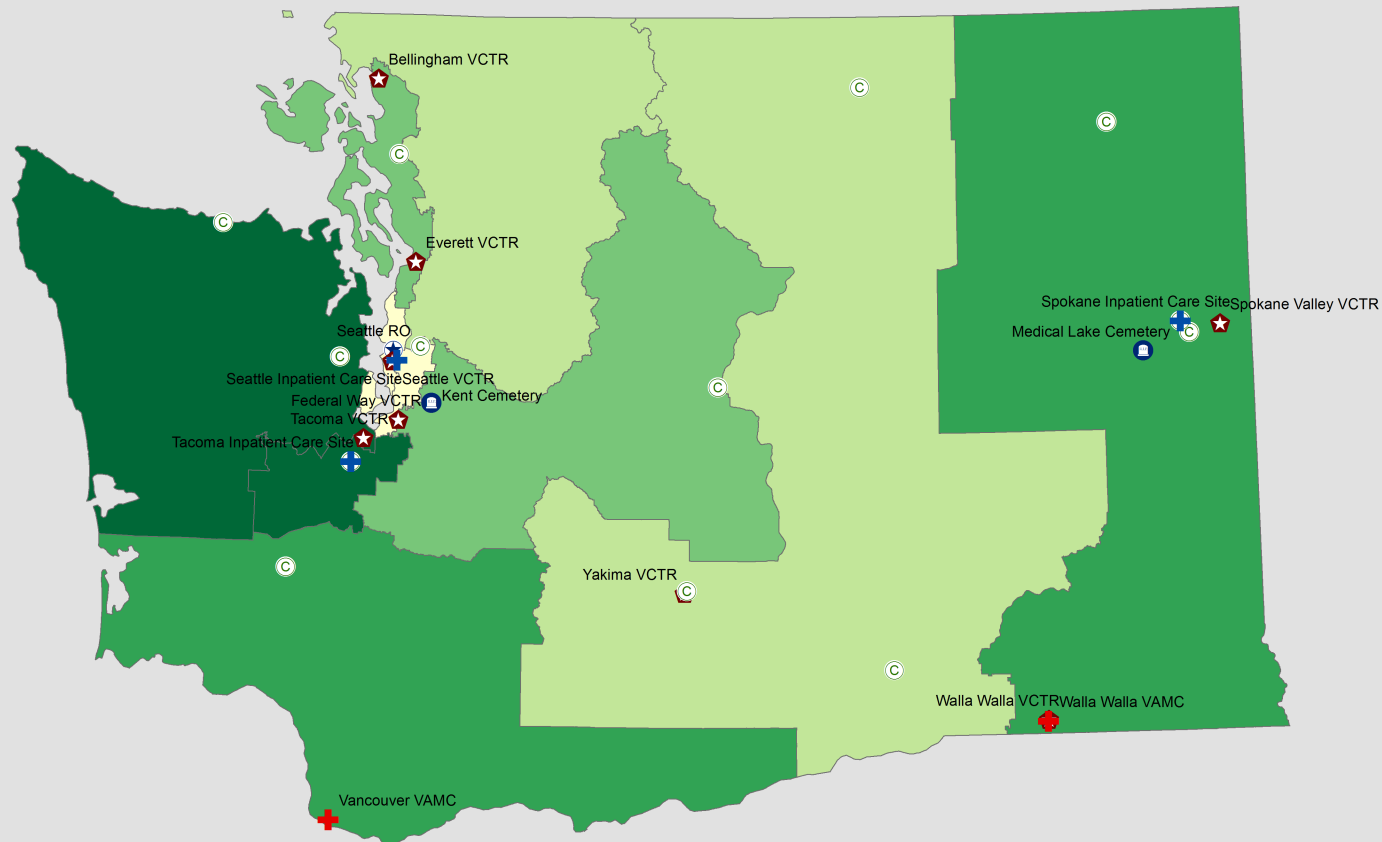 Bellingham VCTR
C
C
C
C
Everett VCTR
Spokane Inpatient Care Site
Spokane Valley VCTR
Seattle RO
Medical Lake Cemetery
C
C
C
Seattle Inpatient Care Site
Seattle VCTR
C
Federal Way VCTR
Kent Cemetery
Tacoma VCTR
Tacoma Inpatient Care Site
C
Yakima VCTR
C
C
Walla Walla VCTR
Walla Walla VAMC
Vancouver VAMC